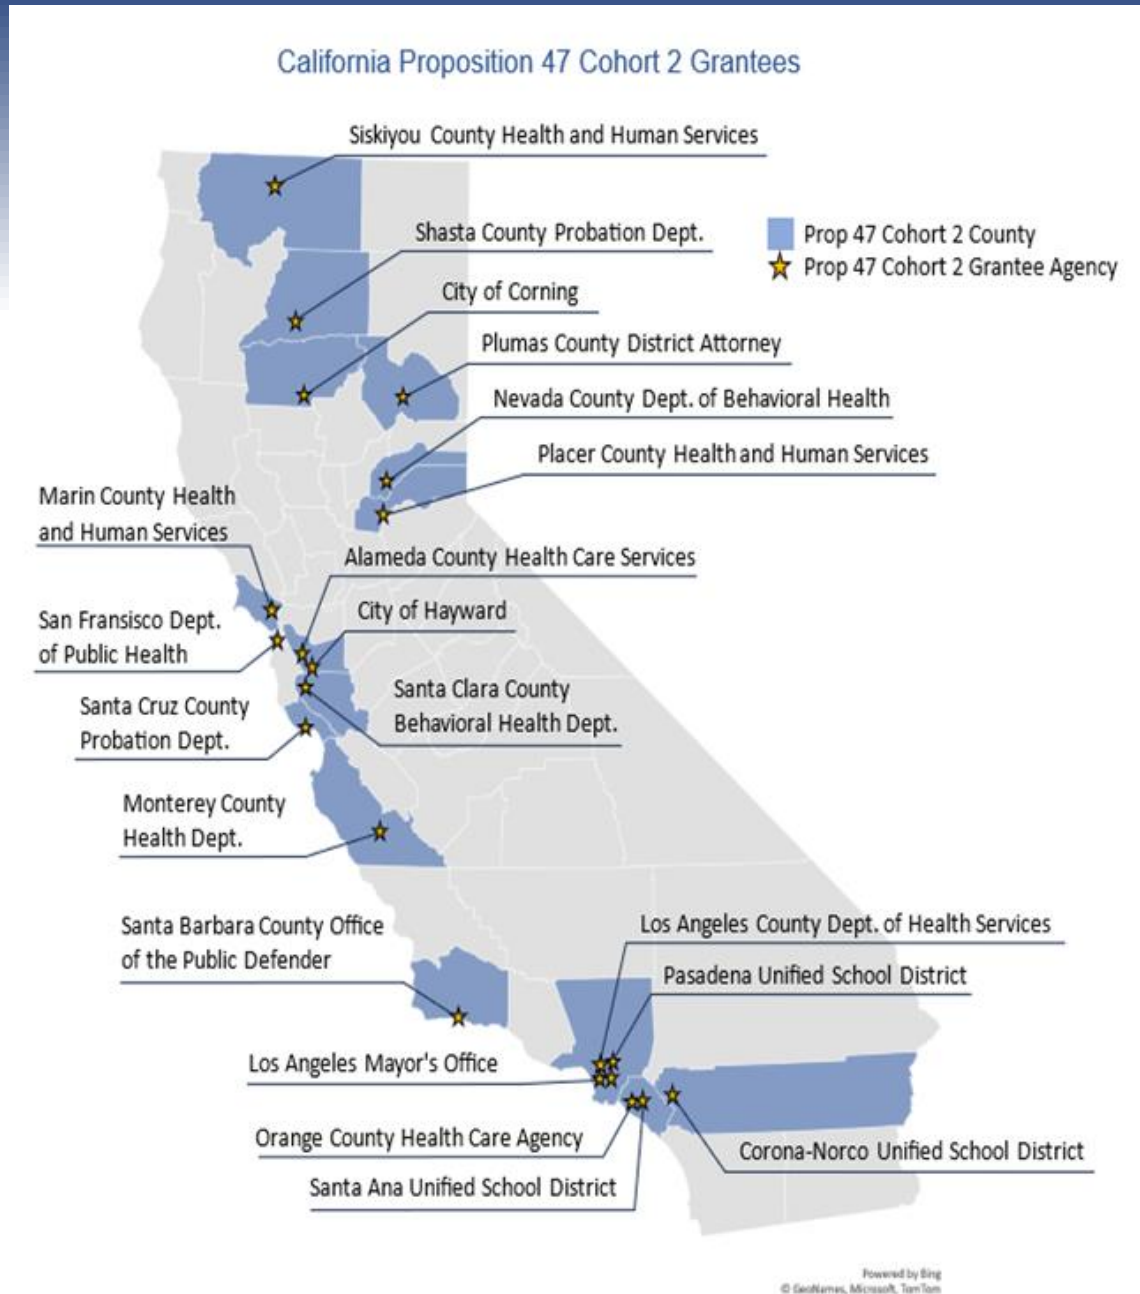 California Proposition 47 Cohort 2 Grantees
Siskiyou County Health and Human Services
Shasta County Probation Dept.
Prop 47 Cohort 2 County
Prop 47 Cohort 2 Grantee Agency
City of Corning
Plumas County District Attorney
Nevada County Dept. of Behavioral Health
Placer County Health and Human Services
Marin County Health
and Human Services
Alameda County Health Care Services
City of Hayward
San Fransisco Dept.
of Public Health
Santa Clara County
Behavioral Health Dept.
Santa Cruz County
Probation Dept.
Monterey County
Health Dept.
Santa Barbara County Office
of the Public Defender
Los Angeles County Dept. of Health Services
Pasadena Unified School District
Los Angeles Mayor's Office
Orange County Health Care Agency
Corona-Norco Unified School District
Santa Ana Unified School District
Powered by Bing
© GeoNames, Microsoft, TomTom